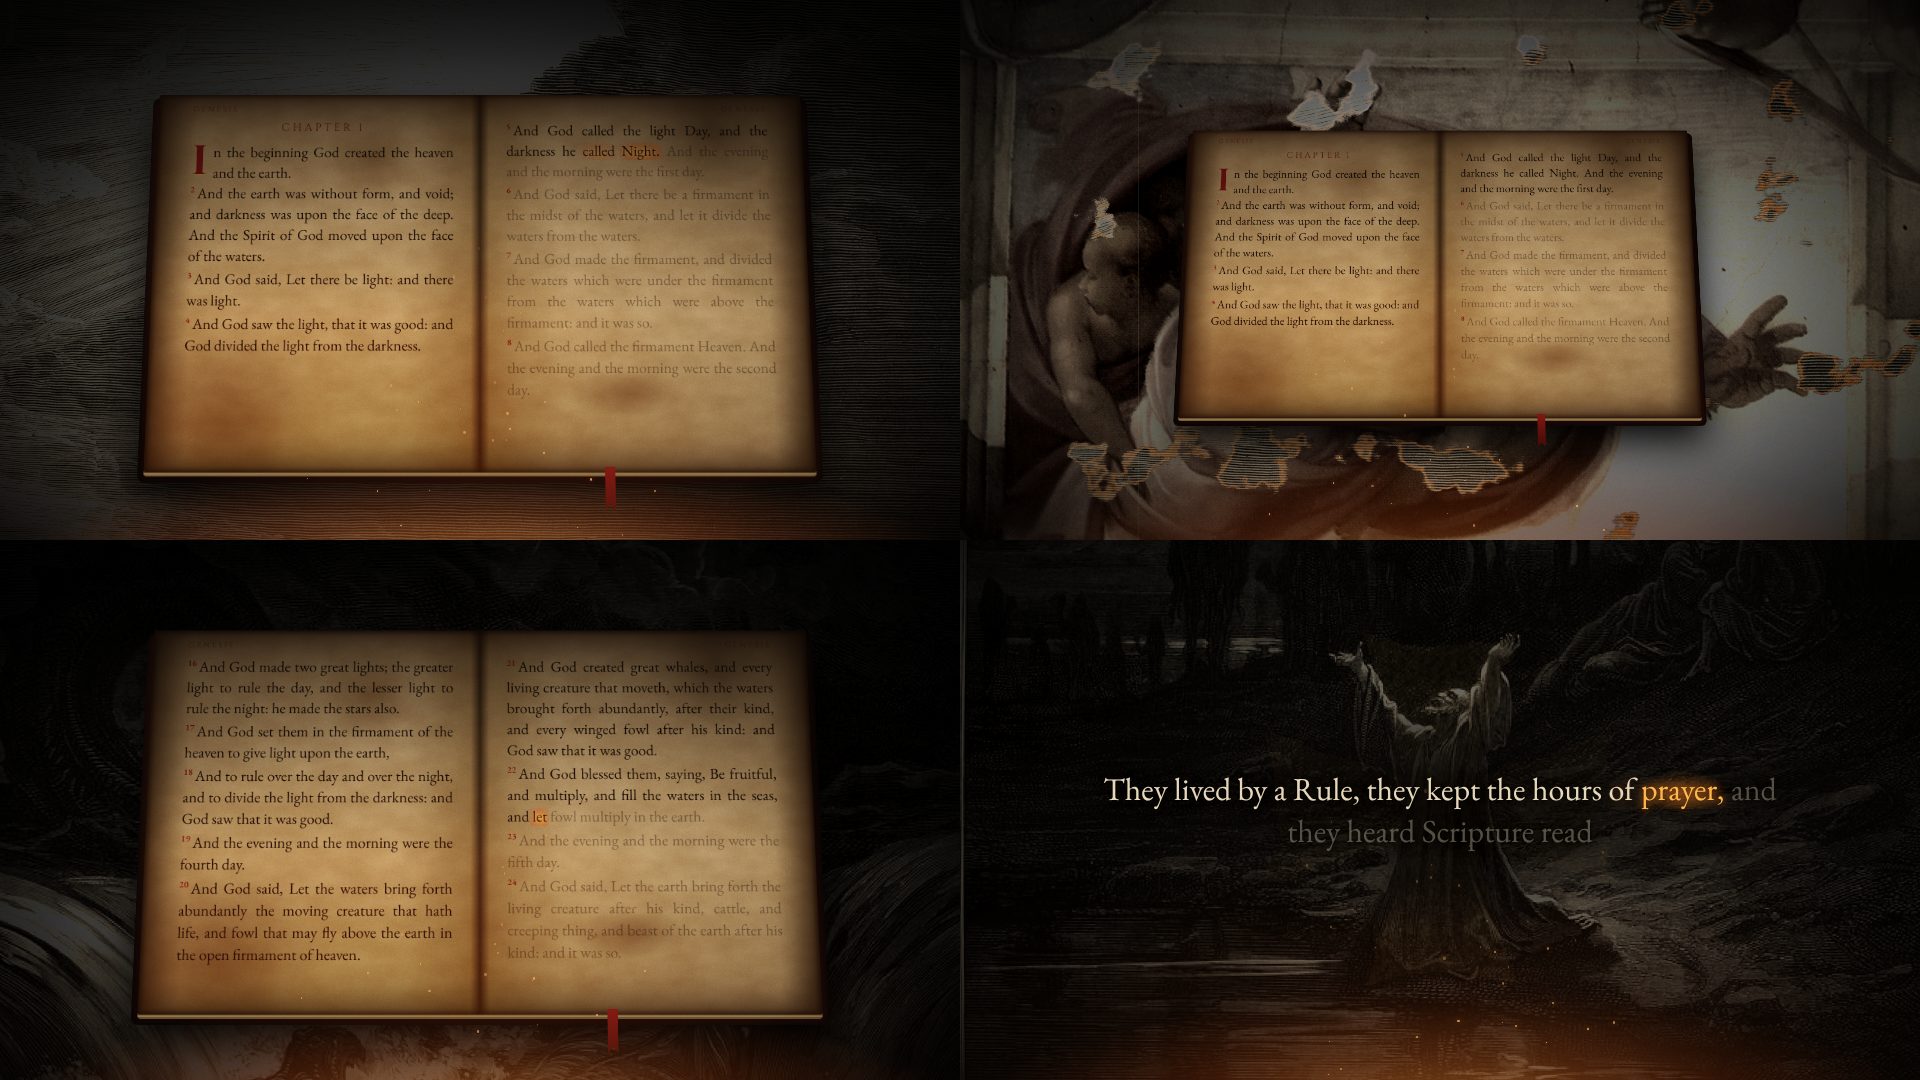 GENESIS
CHAPTER 1
In the beginning God created the heaven
and the earth.
2 And the earth was without form, and void;
and darkness was upon the face of the deep.
And the Spirit of God moved upon the face
of the waters.
3 And God said, Let there be light: and there
was light.
4 And God saw the light, that it was good: and
God divided the light from the darkness.
GENESIS
5 And God called the light Day, and the
darkness he called Night. And the evening
and the morning were the first day.
6 And God said, Let there be a firmament in
the midst of the waters, and let it divide the
waters from the waters.
7 And God made the firmament, and divided
the waters which were under the firmament
from the waters which were above the
firmament: and it was so.
8 And God called the firmament Heaven. And
the evening and the morning were the second
day.
GENESIS
CHAPTER 1
In the beginning God created the heaven
and the earth.
2 And the earth was without form, and void;
and darkness was upon the face of the deep.
And the Spirit of God moved upon the face
of the waters.
3 And God said, Let there be light: and there
was light.
4 And God saw the light, that it was good: and
God divided the light from the darkness.
GENESIS
5 And God called the light Day, and the
darkness he called Night. And the evening
and the morning were the first day.
6 And God said, Let there be a firmament in
the midst of the waters, and let it divide the
waters from the waters.
7 And God made the firmament, and divided
the waters which were under the firmament
from the waters which were above the
firmament: and it was so.
8 And God called the firmament Heaven. And
the evening and the morning were the second
day.
GENESIS
16 And God made two great lights; the greater
light to rule the day, and the lesser light to
rule the night: he made the stars also.
17 And God set them in the firmament of the
heaven to give light upon the earth,
18 And to rule over the day and over the night,
and to divide the light from the darkness: and
God saw that it was good.
19 And the evening and the morning were the
fourth day.
20 And God said, Let the waters bring forth
abundantly the moving creature that hath
life, and fowl that may fly above the earth in
the open firmament of heaven.
GENESIS
21 And God created great whales, and every
living creature that moveth, which the waters
brought forth abundantly, after their kind,
and every winged fowl after his kind: and
God saw that it was good.
22 And God blessed them, saying, Be fruitful,
and multiply, and fill the waters in the seas,
and let fowl multiply in the earth.
23 And the evening and the morning were the
fifth day.
24 And God said, Let the earth bring forth the
living creature after his kind, cattle, and
creeping thing, and beast of the earth after his
kind: and it was so.
They lived by a Rule, they kept the hours of prayer, and
they heard Scripture read